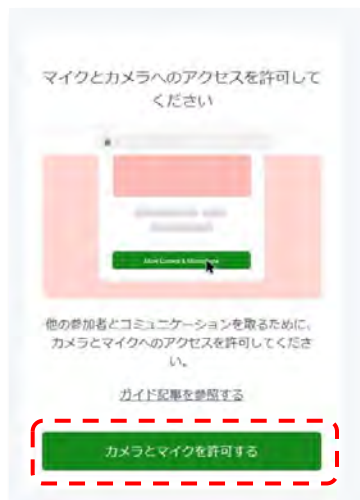 マイクとカメラへのアクセスを許可して
ください
他の参加者とコミュニケーションを取るために、
カメラとマイクへのアクセスを許可してくださ
い。
ガイド記事を参照する
カメラとマイクを許可する